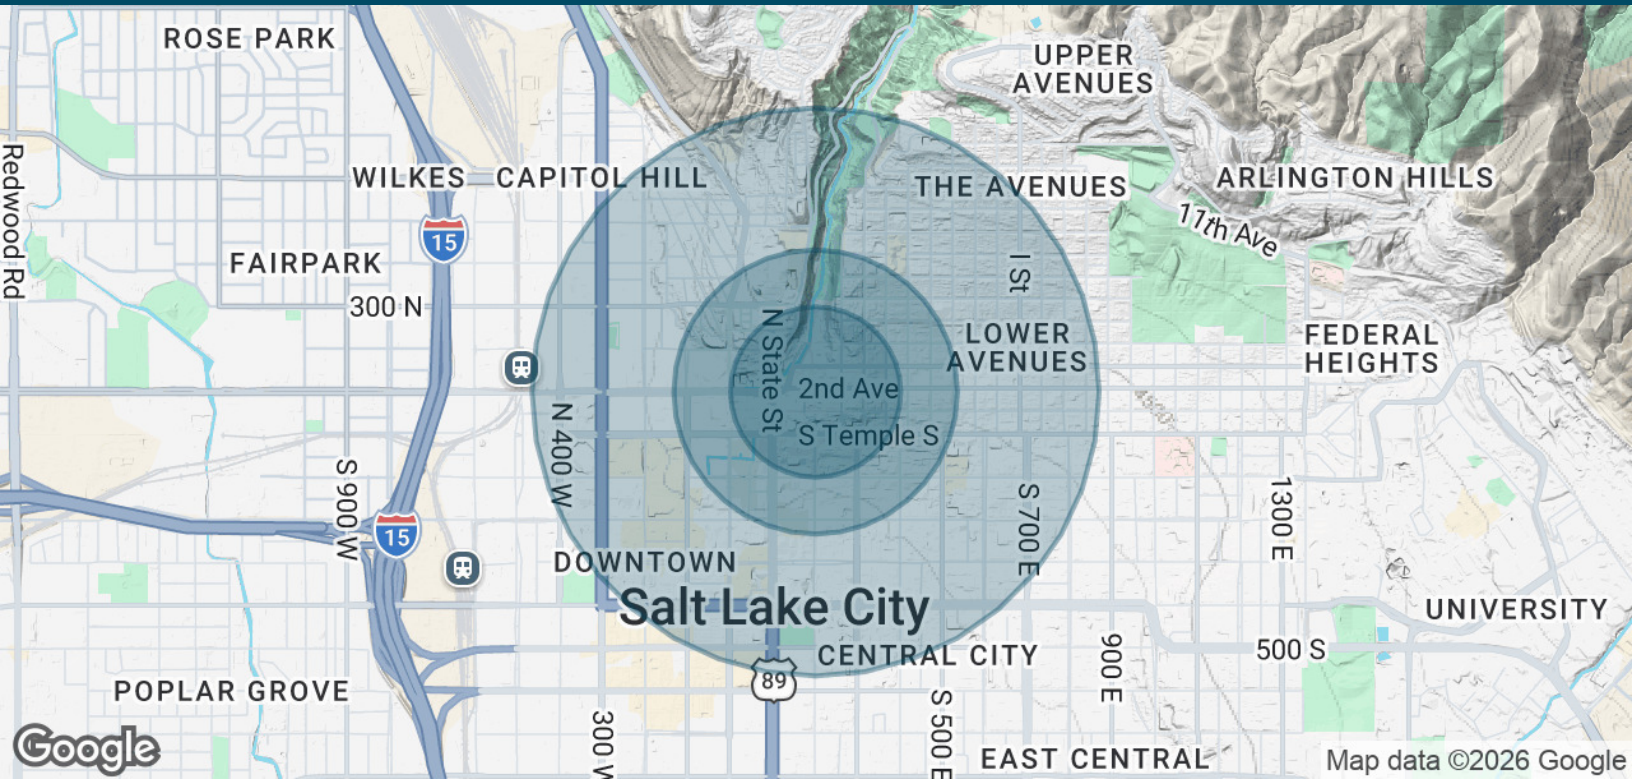 ROSE PARK
UPPER
AVENUES
Redwood Rd
WILKES
CAPITOL HILL
THE AVENUES
ARLINGTON HILLS
11th Ave
15
FAIRPARK
I St
300 N
N State St
LOWER
AVENUES
FEDERAL
HEIGHTS
2nd Ave
N 400 W
S Temple S
S 900 W
S 700 E
1300 E
15
DOWNTOWN
Salt Lake City
UNIVERSITY
CENTRAL CITY
900 E
500 S
89
POPLAR GROVE
300 W
S 500 E
EAST CENTRAL
Google
Map data ©2026 Google